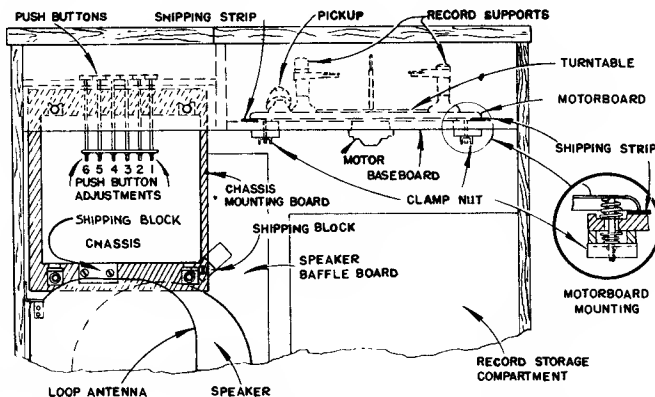 PUSH BUTTONS
SHIPPING STRIP
PICKUP
RECORD SUPPORTS
TURNTABLE
MOTORBOARD
SHIPPING STRIP
MOTOR
BASEBOARD
CLAMP NUT
6 5 4 3 2 1
PUSH BUTTON
ADJUSTMENTS
CHASSIS
MOUNTING BOARD
SHIPPING BLOCK
CHASSIS
SHIPPING BLOCK
SPEAKER
BAFFLE BOARD
MOTORBOARD
MOUNTING
RECORD STORAGE
COMPARTMENT
LOOP ANTENNA
SPEAKER